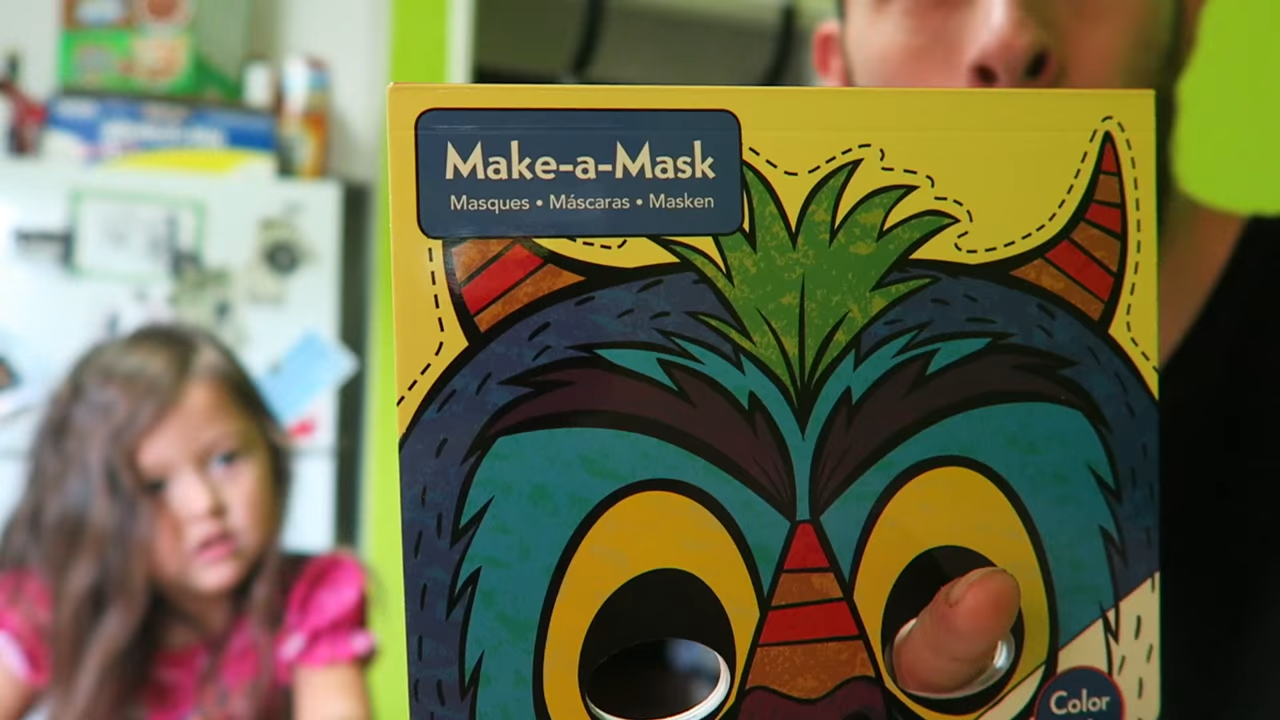 Make-a-Mask
Masques • Máscaras • Masken
Color